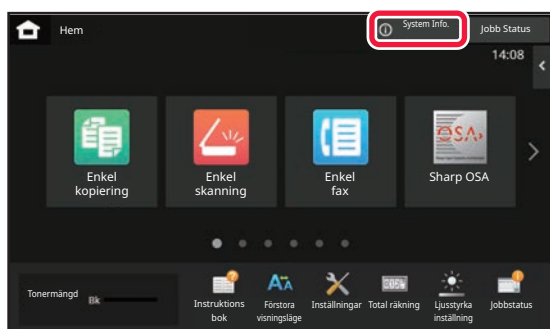 Hem
System Info.
Jobb Status
14:08
Enkel
kopiering
Enkel
skanning
Enkel
fax
OSA
Sharp OSA
Tonermängd
Bk
Instruktions
bok
Förstora
visningsläge
Inställningar
Total räkning
Ljusstyrka
inställning
Jobbstatus